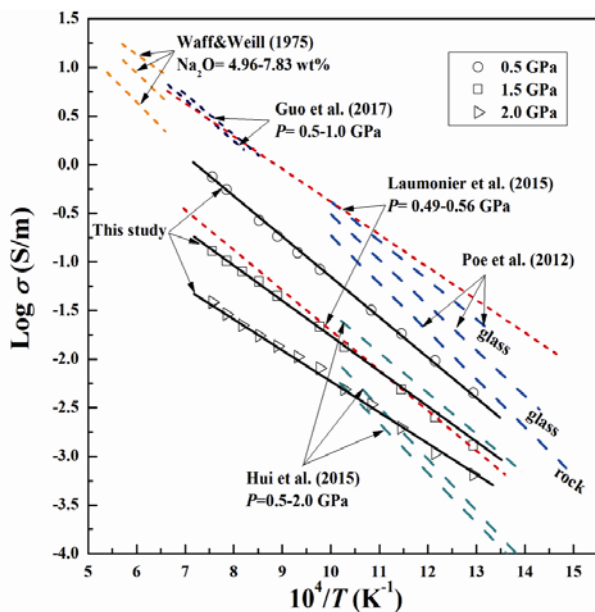 Waff&Weill (1975)
Na₂O= 4.96-7.83 wt%
0.5 GPa
1.5 GPa
2.0 GPa
Guo et al. (2017)
P= 0.5-1.0 GPa
Laumonier et al. (2015)
P= 0.49-0.56 GPa
This study
Poe et al. (2012)
glass
glass
rock
Hui et al. (2015)
P=0.5-2.0 GPa
Log σ (S/m)
1.5
1.0
0.5
0.0
-0.5
-1.0
-1.5
-2.0
-2.5
-3.0
-3.5
-4.0
5 6 7 8 9 10 11 12 13 14 15
10⁴/T (K⁻¹)